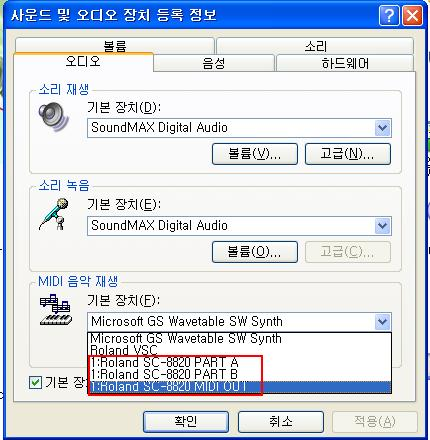 사운드 및 오디오 장치 등록 정보
볼륨 소리
오디오 음성 하드웨어
소리 재생
기본 장치(D):
SoundMAX Digital Audio
볼륨(V)... 고급(N)...
소리 녹음
기본 장치(E):
SoundMAX Digital Audio
볼륨(O)... 고급(C)...
MIDI 음악 재생
기본 장치(F):
Microsoft GS Wavetable SW Synth
Microsoft GS Wavetable SW Synth
Roland VSC
1:Roland SC-8820 PART A
1:Roland SC-8820 PART B
1:Roland SC-8820 MIDI OUT
기본 장
확인 취소 적용(A)